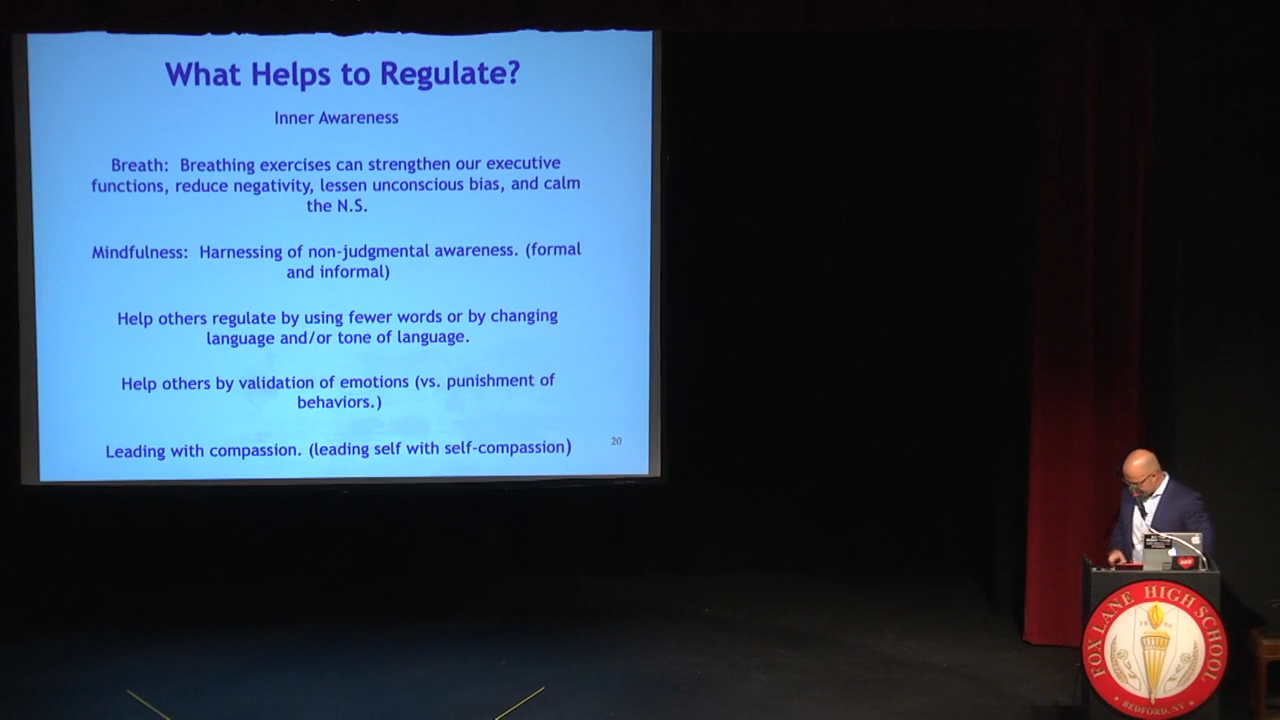 What Helps to Regulate?
Inner Awareness
Breath: Breathing exercises can strengthen our executive
functions, reduce negativity, lessen unconscious bias, and calm
the N.S.
Mindfulness: Harnessing of non-judgmental awareness. (formal
and informal)
Help others regulate by using fewer words or by changing
language and/or tone of language.
Help others by validation of emotions (vs. punishment of
behaviors.)
Leading with compassion. (leading self with self-compassion)
20
FOX LANE HIGH SCHOOL
BEDFORD, NY